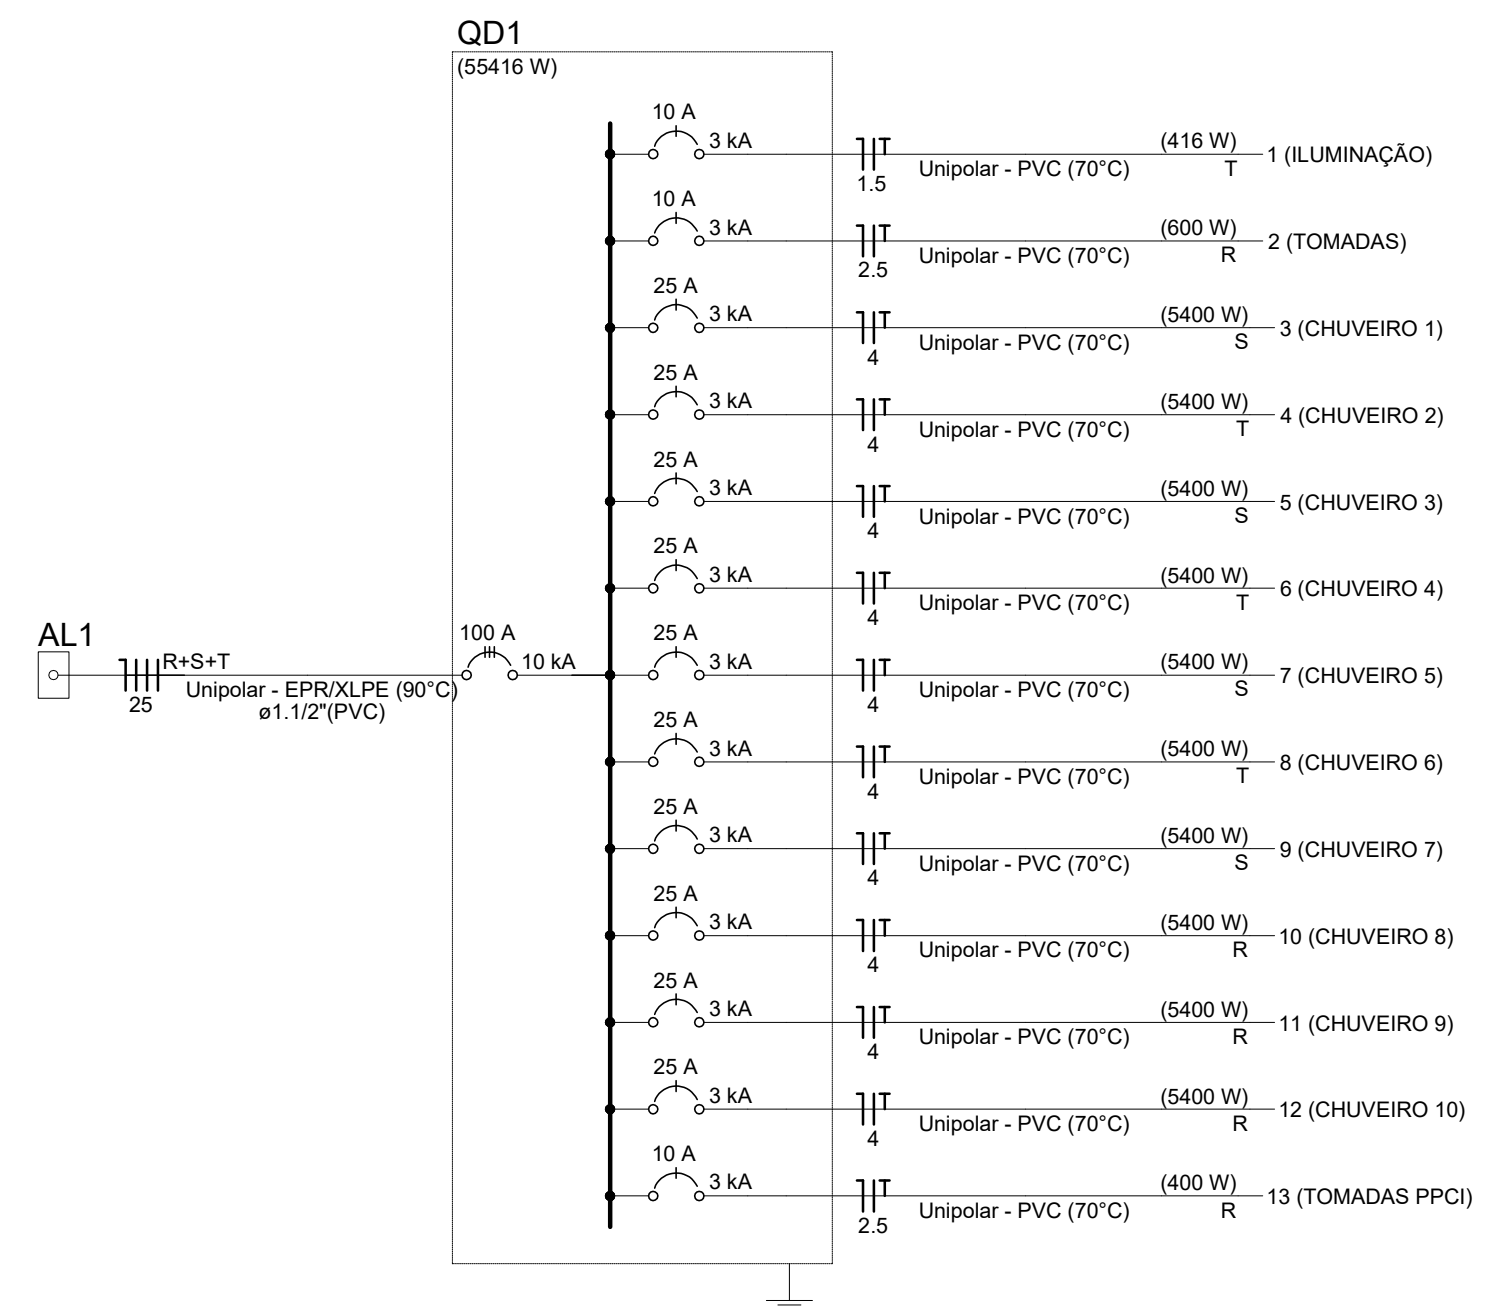 QD1
(55416 W)
10 A
3 kA
1.5
Unipolar - PVC (70°C)
(416 W)
T
1 (ILUMINAÇÃO)
10 A
3 kA
2.5
Unipolar - PVC (70°C)
(600 W)
R
2 (TOMADAS)
25 A
3 kA
4
Unipolar - PVC (70°C)
(5400 W)
S
3 (CHUVEIRO 1)
25 A
3 kA
4
Unipolar - PVC (70°C)
(5400 W)
T
4 (CHUVEIRO 2)
25 A
3 kA
4
Unipolar - PVC (70°C)
(5400 W)
S
5 (CHUVEIRO 3)
25 A
3 kA
4
Unipolar - PVC (70°C)
(5400 W)
T
6 (CHUVEIRO 4)
AL1
25
R+S+T
Unipolar - EPR/XLPE (90°C)
ø1.1/2"(PVC)
100 A
10 kA
25 A
3 kA
4
Unipolar - PVC (70°C)
(5400 W)
S
7 (CHUVEIRO 5)
25 A
3 kA
4
Unipolar - PVC (70°C)
(5400 W)
T
8 (CHUVEIRO 6)
25 A
3 kA
4
Unipolar - PVC (70°C)
(5400 W)
S
9 (CHUVEIRO 7)
25 A
3 kA
4
Unipolar - PVC (70°C)
(5400 W)
R
10 (CHUVEIRO 8)
25 A
3 kA
4
Unipolar - PVC (70°C)
(5400 W)
R
11 (CHUVEIRO 9)
25 A
3 kA
4
Unipolar - PVC (70°C)
(5400 W)
R
12 (CHUVEIRO 10)
10 A
3 kA
2.5
Unipolar - PVC (70°C)
(400 W)
R
13 (TOMADAS PPCI)